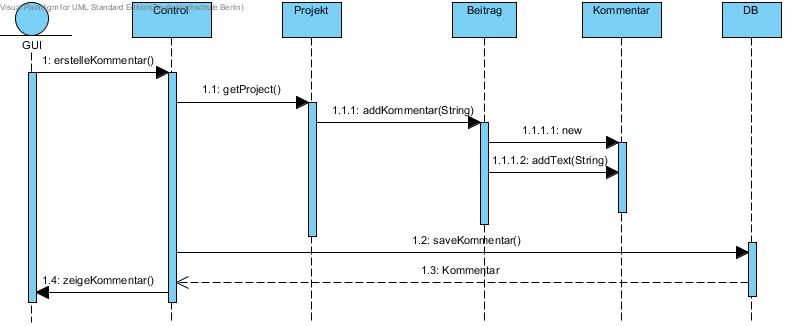 Visual Paradigm for UML Standard Edition( Hochschule Berlin)
Control
Projekt
Beitrag
Kommentar
DB
GUI
1: erstelleKommentar()
1.1: getProject()
1.1.1: addKommentar(String)
1.1.1.1: new
1.1.1.2: addText(String)
1.2: saveKommentar()
1.3: Kommentar
1.4: zeigeKommentar()